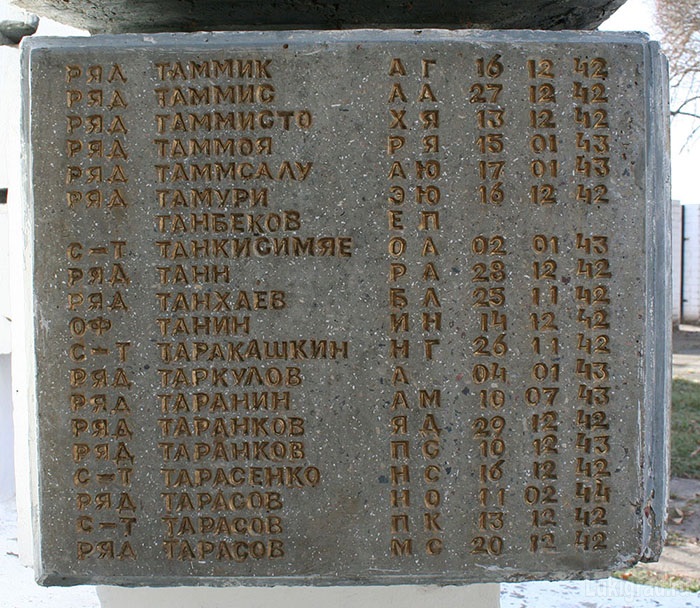 РЯД ТАММИК А Г 16 12 42
РЯД ТАММИС А А 27 12 42
РЯД ТАММИСТО Х Я 13 12 42
РЯД ТАММОЯ Р Я 15 01 43
РЯД ТАММСАЛУ А Ю 17 01 43
РЯД ТАМУРИ Э Ю 16 12 42
ТАНБЕКОВ Е П
С-Т ТАНКИСИМЯЕ О А 02 01 43
РЯД ТАНН Р А 28 12 42
РЯД ТАНХАЕВ Б Л 25 11 42
ОФ ТАНИН И Н 14 12 42
С-Т ТАРАКАШКИН Н Г 26 11 42
РЯД ТАРКУЛОВ А 04 01 43
РЯД ТАРАНИН А М 10 07 43
РЯД ТАРАНКОВ Я Д 29 12 42
РЯД ТАРАНКОВ П С 10 12 43
С-Т ТАРАСЕНКО Н С 16 12 42
РЯД ТАРАСОВ Н О 11 02 44
С-Т ТАРАСОВ П К 13 12 42
РЯД ТАРАСОВ М С 20 12 42